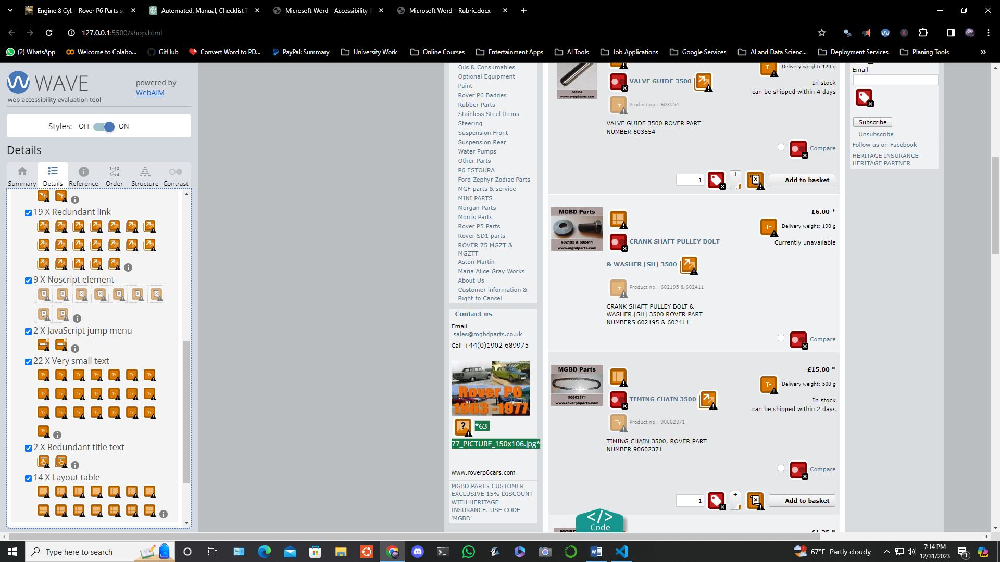 Engine 8 Cyl. - Rover P6 Parts su
Automated, Manual, Checklist T
Microsoft Word - Accessibility_
Microsoft Word - Rubric.docx
127.0.0.1:5500/shop.html
(2) WhatsApp
Welcome to Colabo...
GitHub
Convert Word to PD...
PayPal: Summary
University Work
Online Courses
Entertainment Apps
AI Tools
Job Applications
Google Services
AI and Data Scienc...
Deployment Services
Planing Tools
WAVE
web accessibility evaluation tool
powered by
WebAIM
Styles: OFF ON
Details
Summary
Details
Reference
Order
Structure
Contrast
19 X Redundant link
9 X Noscript element
2 X JavaScript jump menu
22 X Very small text
2 X Redundant title text
14 X Layout table
Oils & Consumables
Optional Equipment
Paint
Rover P6 Badges
Rubber Parts
Stainless Steel Items
Steering
Suspension Front
Suspension Rear
Water Pumps
Other Parts
P6 ESTOURA
Ford Zephyr Zodiac Parts
MGF parts & service
MINI PARTS
Morgan Parts
Morris Parts
Rover P5 Parts
Rover SD1 parts
ROVER 75 MGZT &
MGZTT
Aston Martin
Maria Alice Gray Works
About Us
Customer information &
Right to Cancel
Contact us
Email
sales@mgbdparts.co.uk
Call +44(0)1902 689975
Rover P6
1963 -1977
*63-
77_PICTURE_150x106.jpg*
www.roverp6cars.com
MGBD PARTS CUSTOMER
EXCLUSIVE 15% DISCOUNT
WITH HERITAGE
INSURANCE. USE CODE
'MGBD'
603554
www.roverp6parts.com
VALVE GUIDE 3500
Product no.: 603554
VALVE GUIDE 3500 ROVER PART
NUMBER 603554
Delivery weight: 120 g
In stock
can be shipped within 4 days
Compare
1
+
Add to basket
MGBD Parts
602195 & 602411
www.mgbdparts.com
CRANK SHAFT PULLEY BOLT
& WASHER [SH] 3500
Product no.: 602195 & 602411
CRANK SHAFT PULLEY BOLT &
WASHER [SH] 3500 ROVER PART
NUMBERS 602195 & 602411
£6.00 *
Delivery weight: 190 g
Currently unavailable
Compare
MGBD Parts
90602371
www.roverp6parts.com
TIMING CHAIN 3500
Product no.: 90602371
TIMING CHAIN 3500, ROVER PART
NUMBER 90602371
£15.00 *
Delivery weight: 500 g
In stock
can be shipped within 2 days
Compare
1
+
Add to basket
</>
Code
Email
Subscribe
Unsubscribe
Follow us on Facebook
HERITAGE INSURANCE
HERITAGE PARTNER
Type here to search
67°F Partly cloudy
7:14 PM
12/31/2023
3